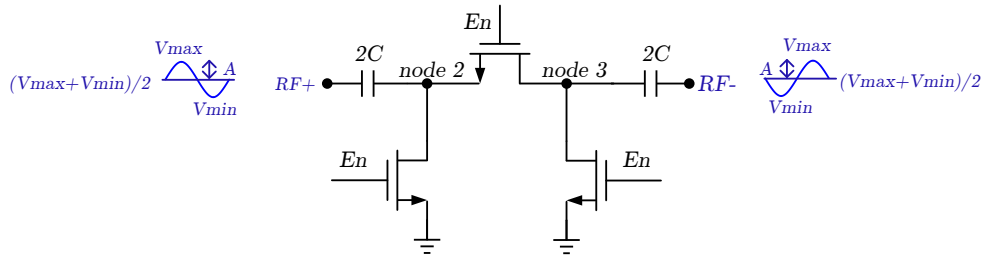 En
Vmax
2C
2C
Vmax
(Vmax+Vmin)/2
A
RF+
node 2
node 3
RF-
A
(Vmax+Vmin)/2
Vmin
Vmin
En
En